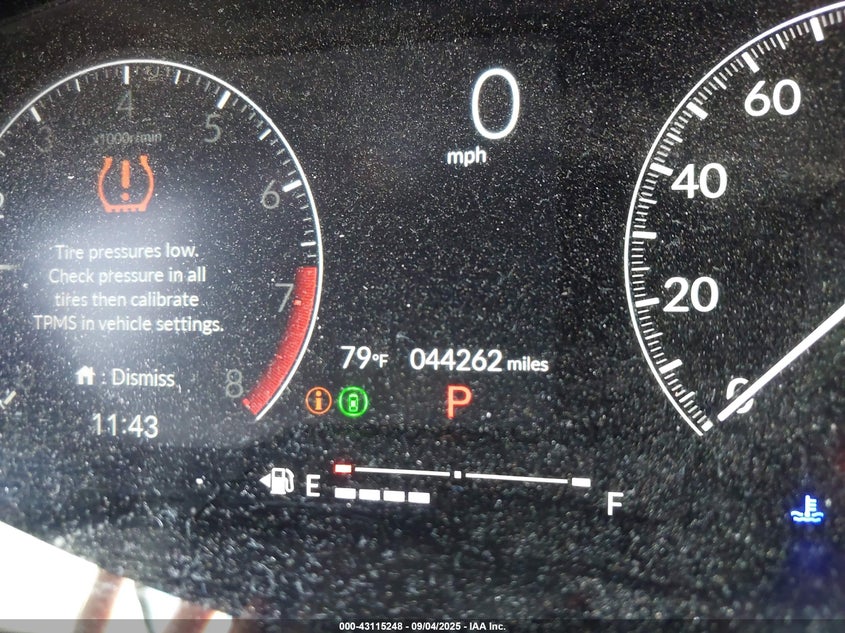 0
mph
4
3
5
x1000r/min
2
6
7
8
Tire pressures low.
Check pressure in all
tires then calibrate
TPMS in vehicle settings.
: Dismiss
11:43
60
40
20
0
79°F 044262 miles
i
P
E
F
000-43115248 - 09/04/2025 - IAA Inc.